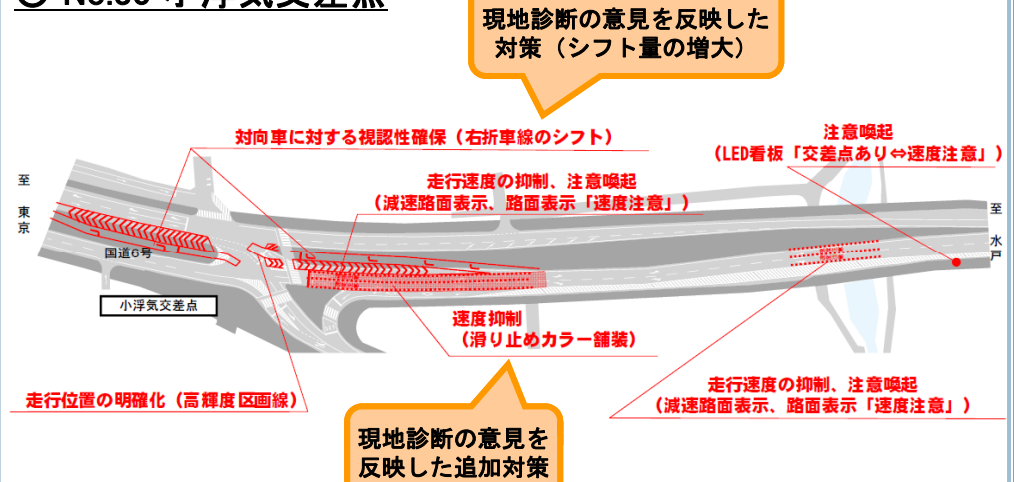 現地診断の意見を反映した
対策（シフト量の増大）
対向車に対する視認性確保（右折車線のシフト）
注意喚起
（LED看板「交差点あり⇔速度注意」）
走行速度の抑制、注意喚起
（減速路面表示、路面表示「速度注意」）
至
東
京
至
水
戸
国道6号
小浮気交差点
速度抑制
（滑り止めカラー舗装）
走行位置の明確化（高輝度区画線）
走行速度の抑制、注意喚起
（減速路面表示、路面表示「速度注意」）
現地診断の意見を
反映した追加対策